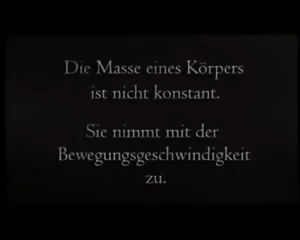 Die Masse eines Körpers
ist nicht konstant.
Sie nimmt mit der
Bewegungsgeschwindigkeit
zu.